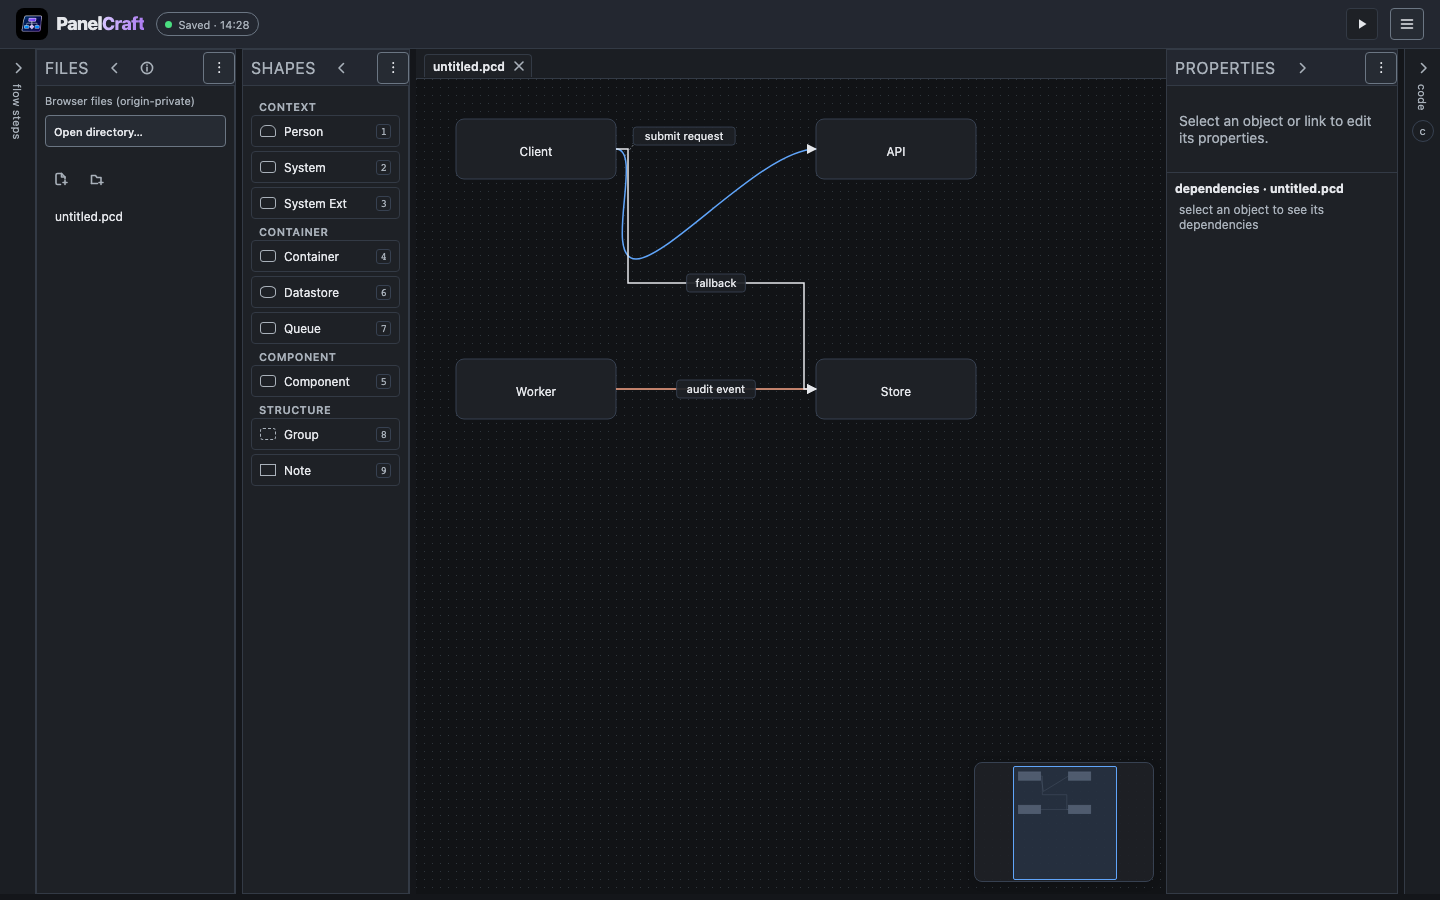 PanelCraft
Saved · 14:28
flow steps
FILES
Browser files (origin-private)
Open directory...
untitled.pcd
SHAPES
CONTEXT
Person 1
System 2
System Ext 3
CONTAINER
Container 4
Datastore 6
Queue 7
COMPONENT
Component 5
STRUCTURE
Group 8
Note 9
untitled.pcd
Client
submit request
API
fallback
Worker
audit event
Store
PROPERTIES
Select an object or link to edit
its properties.
dependencies · untitled.pcd
select an object to see its
dependencies
code
c